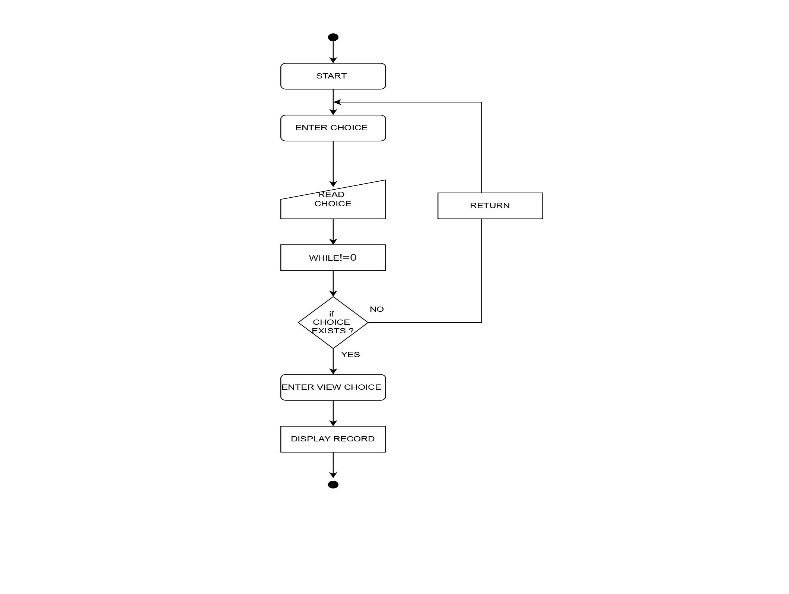 START
ENTER CHOICE
READ
CHOICE
RETURN
WHILE!=0
if
CHOICE
EXISTS ?
NO
YES
ENTER VIEW CHOICE
DISPLAY RECORD